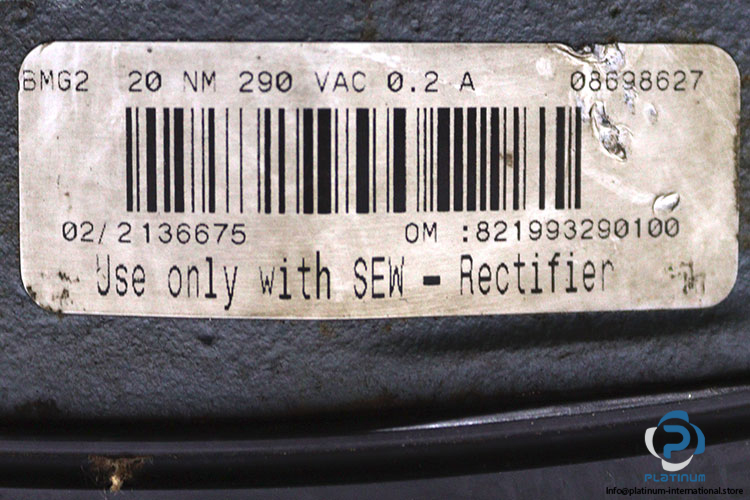 BMG2 20 NM 290 VAC 0.2 A 08698627
02/2136675 OM :821993290100
Use only with SEW - Rectifier
PLATINUM
Info@platinum-international.store